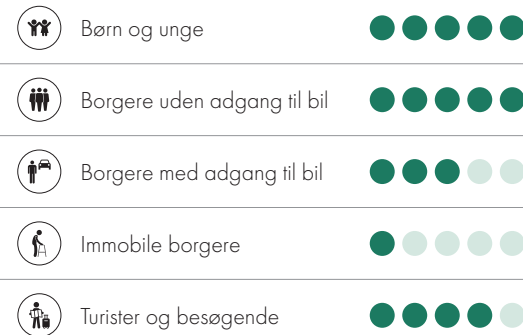 Børn og unge
Borgere uden adgang til bil
Borgere med adgang til bil
Immobile borgere
Turister og besøgende